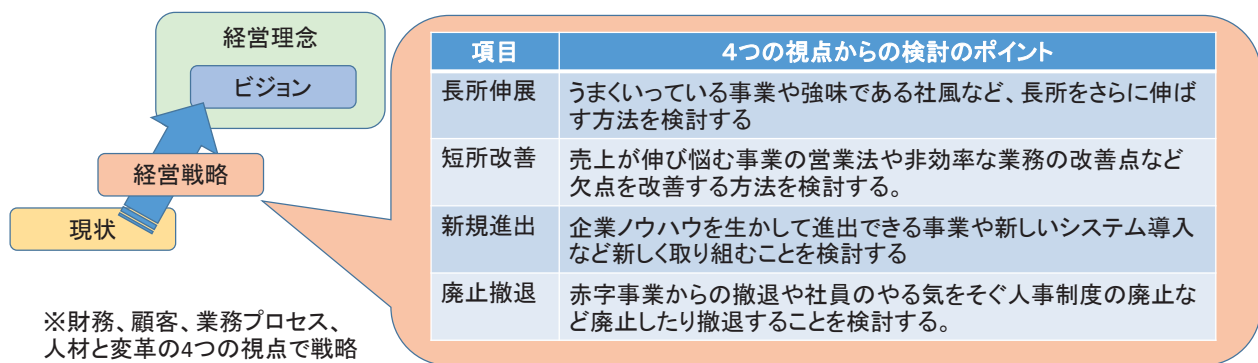 経営理念
ビジョン
経営戦略
現状
※財務、顧客、業務プロセス、
人材と変革の4つの視点で戦略
項目 4つの視点からの検討のポイント
長所伸展 うまくいっている事業や強味である社風など、長所をさらに伸ば
す方法を検討する
短所改善 売上が伸び悩む事業の営業法や非効率な業務の改善点など
欠点を改善する方法を検討する。
新規進出 企業ノウハウを生かして進出できる事業や新しいシステム導入
など新しく取り組むことを検討する
廃止撤退 赤字事業からの撤退や社員のやる気をそぐ人事制度の廃止な
ど廃止したり撤退することを検討する。